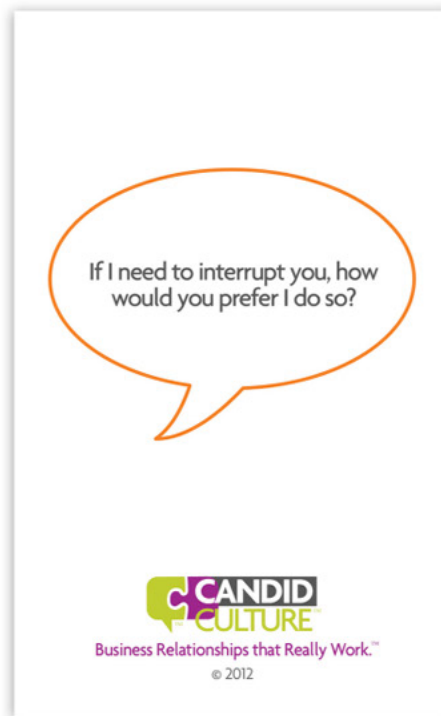 If I need to interrupt you, how
would you prefer I do so?
CANDID
CULTURE™
Business Relationships that Really Work.™
© 2012